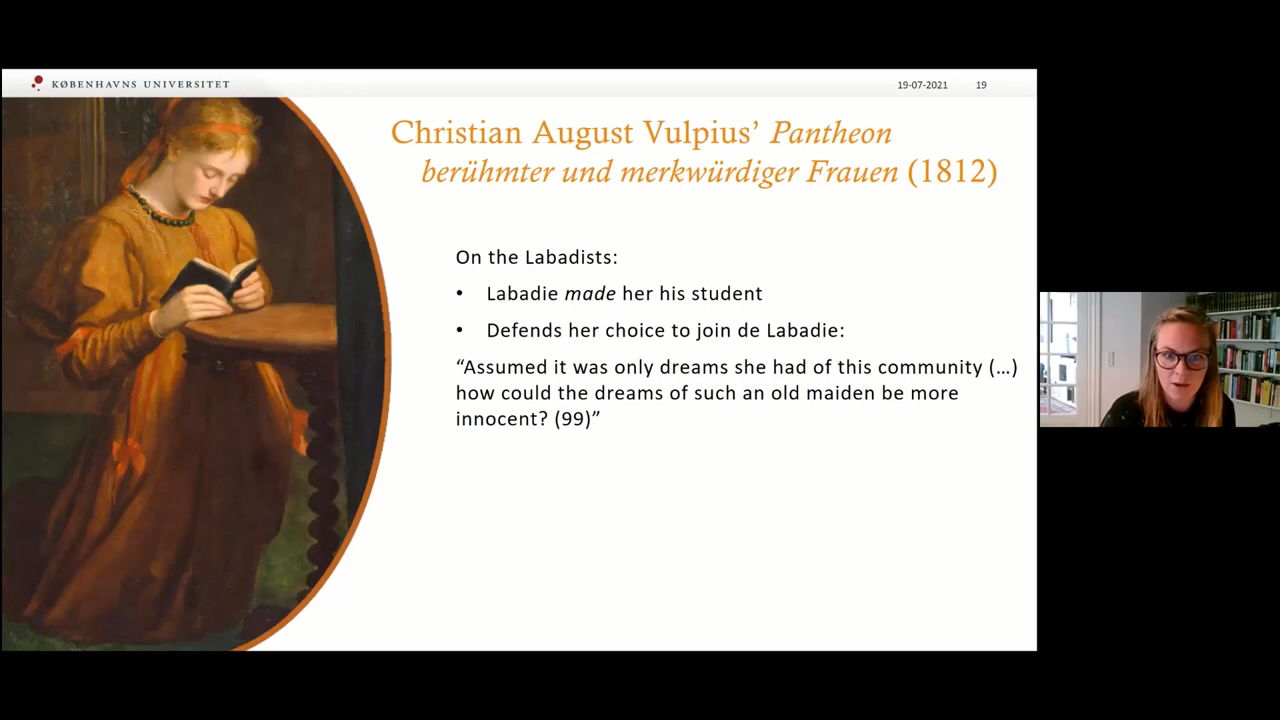 KØBENHAVNS UNIVERSITET
19-07-2021 19
Christian August Vulpius’ Pantheon
berühmter und merkwürdiger Frauen (1812)
On the Labadists:
• Labadie made her his student
• Defends her choice to join de Labadie:
“Assumed it was only dreams she had of this community (…)
how could the dreams of such an old maiden be more
innocent? (99)”